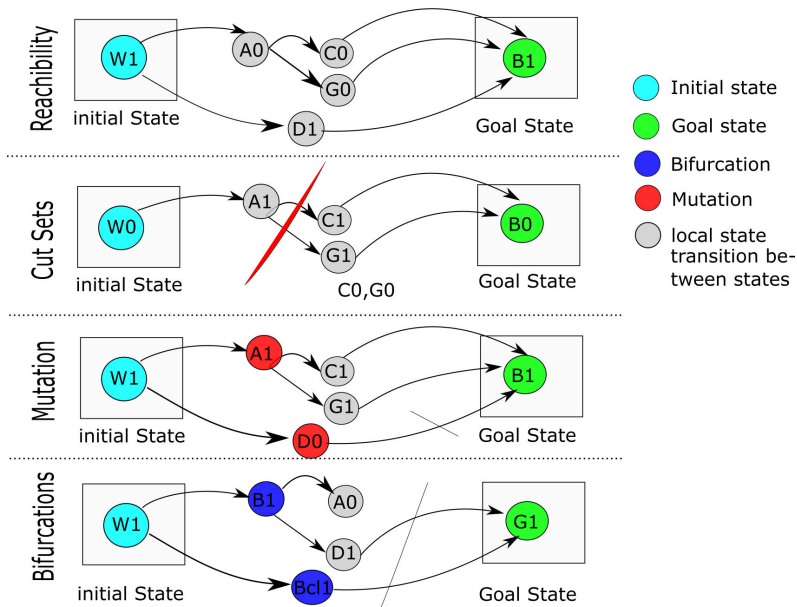 Reachibility
W1
initial State
A0
C0
G0
D1
B1
Goal State
Cut Sets
W0
initial State
A1
C1
G1
C0,G0
B0
Goal State
Mutation
W1
initial State
A1
C1
G1
D0
B1
Goal State
Bifurcations
W1
initial State
B1
A0
D1
Bcl1
G1
Goal State
Initial state
Goal state
Bifurcation
Mutation
local state
transition be-
tween states